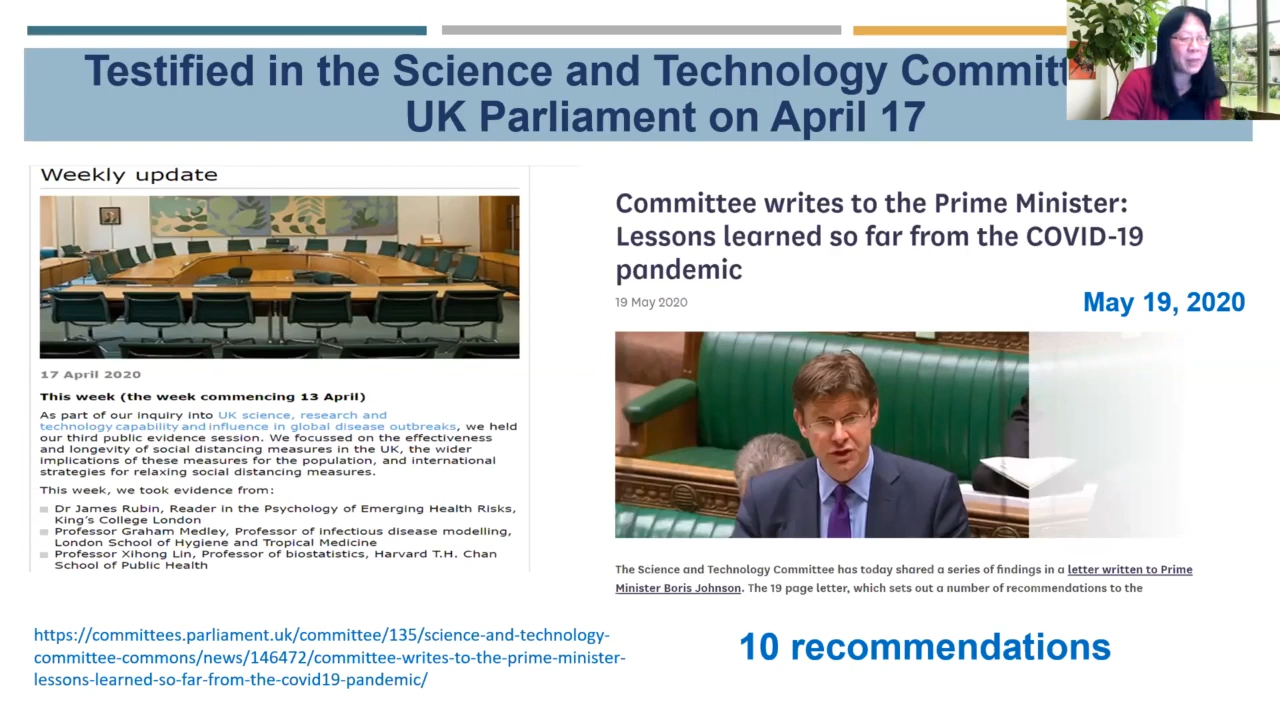 Testified in the Science and Technology Committ
UK Parliament on April 17
Weekly update
17 April 2020
This week (the week commencing 13 April)
As part of our inquiry into UK science, research and
technology capability and influence in global disease outbreaks, we held
our third public evidence session. We focussed on the effectiveness
and longevity of social distancing measures in the UK, the wider
implications of these measures for the population, and international
strategies for relaxing social distancing measures.
This week, we took evidence from:
Dr James Rubin, Reader in the Psychology of Emerging Health Risks,
King's College London
Professor Graham Medley, Professor of infectious disease modelling,
London School of Hygiene and Tropical Medicine
Professor Xihong Lin, Professor of biostatistics, Harvard T.H. Chan
School of Public Health
Committee writes to the Prime Minister:
Lessons learned so far from the COVID-19
pandemic
19 May 2020
May 19, 2020
The Science and Technology Committee has today shared a series of findings in a letter written to Prime
Minister Boris Johnson. The 19 page letter, which sets out a number of recommendations to the
https://committees.parliament.uk/committee/135/science-and-technology-
committee-commons/news/146472/committee-writes-to-the-prime-minister-
lessons-learned-so-far-from-the-covid19-pandemic/
10 recommendations